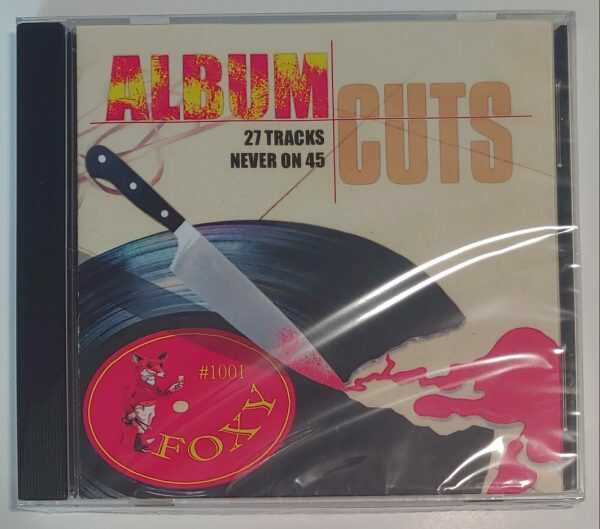 ALBUM
CUTS
27 TRACKS
NEVER ON 45
#1001
FOXY